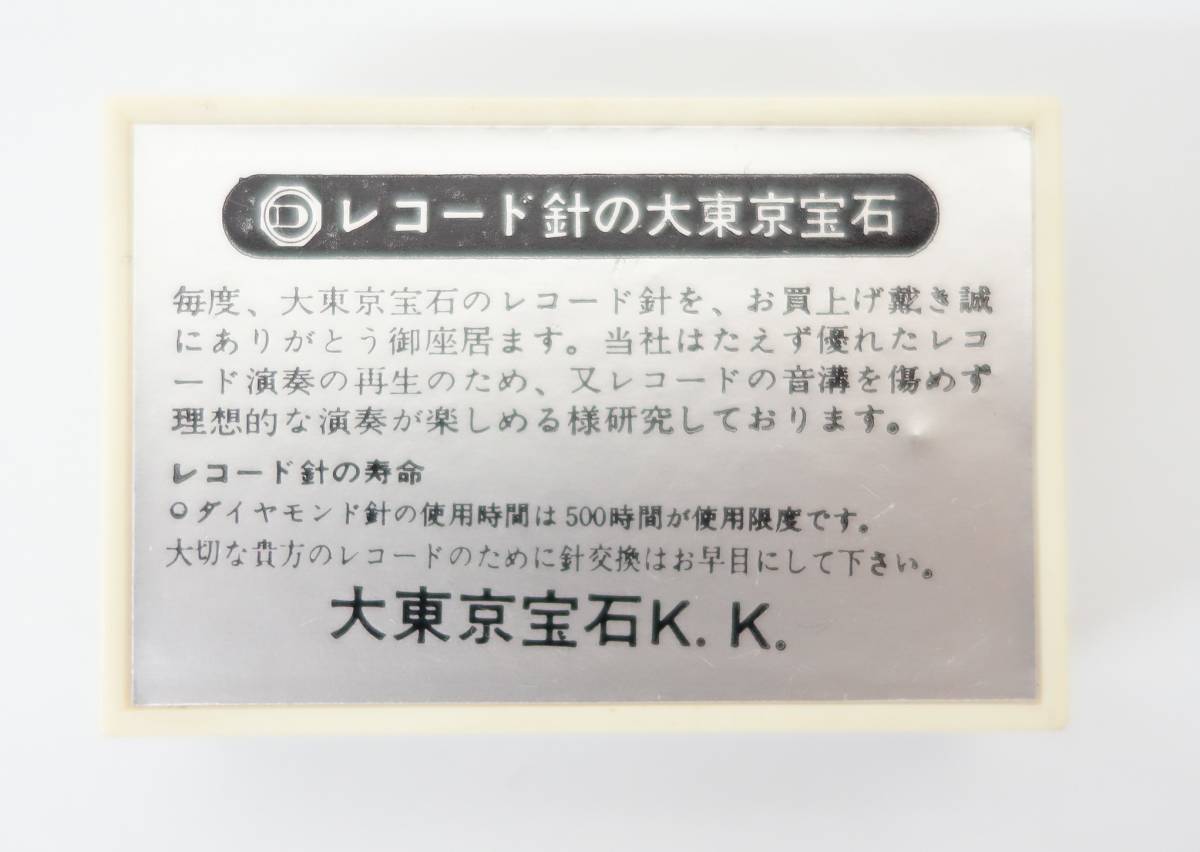 D レコード針の大東京宝石
毎度、大東京宝石のレコード針を、お買上げ戴き誠
にありがとう御座居ます。当社はたえず優れたレコ
ード演奏の再生のため、又レコードの音溝を傷めず
理想的な演奏が楽しめる様研究しております。
レコード針の寿命
○ダイヤモンド針の使用時間は500時間が使用限度です。
大切な貴方のレコードのために針交換はお早目にして下さい。
大東京宝石K.K.